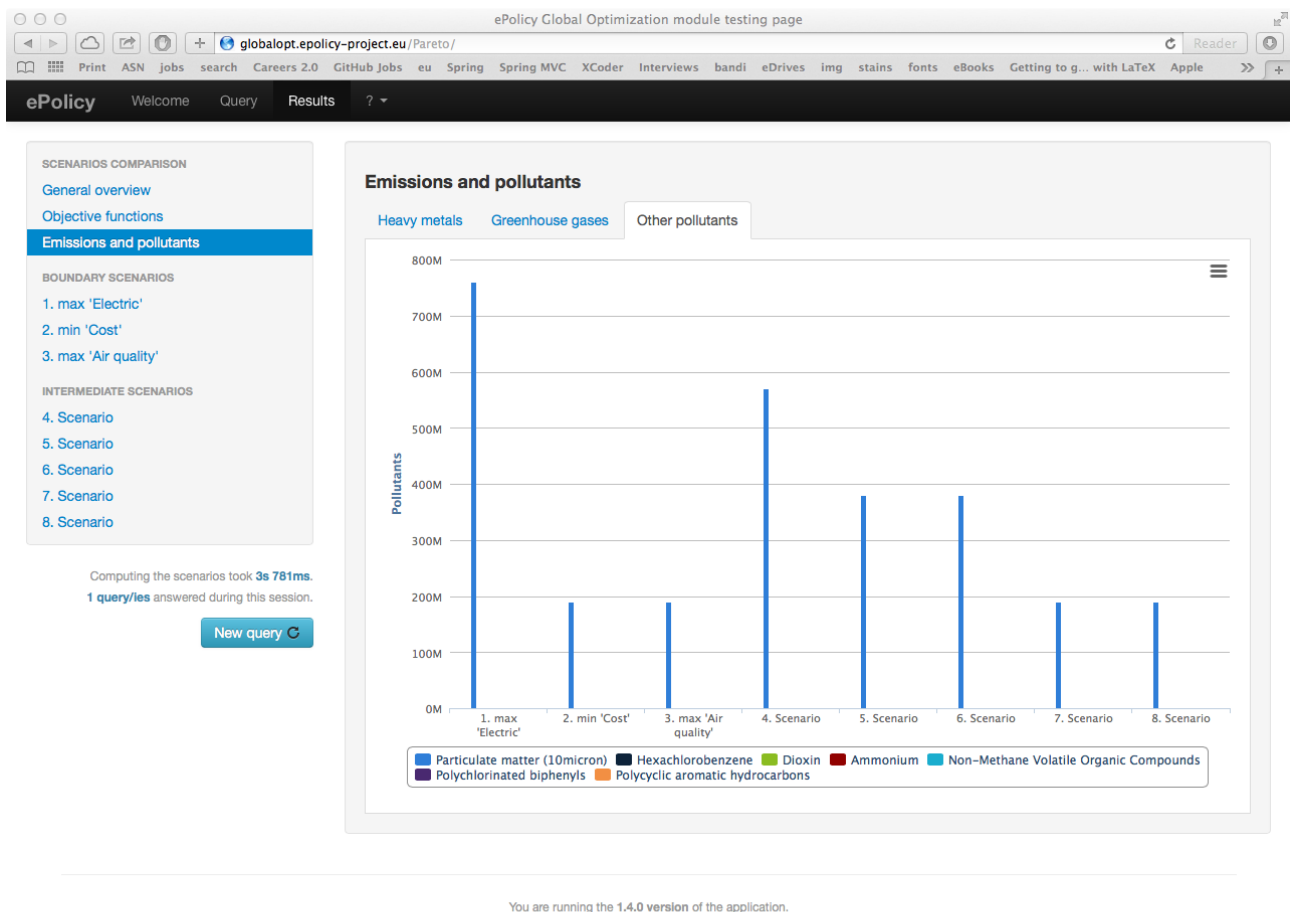 ePolicy Global Optimization module testing page
globalopt.epolicy-project.eu/Pareto/
Reader
Print ASN jobs search Careers 2.0 GitHub Jobs eu Spring Spring MVC XCoder Interviews bandi eDrives img stains fonts eBooks Getting to g... with LaTeX Apple
ePolicy Welcome Query Results ?
SCENARIOS COMPARISON
General overview
Objective functions
Emissions and pollutants
BOUNDARY SCENARIOS
1. max 'Electric'
2. min 'Cost'
3. max 'Air quality'
INTERMEDIATE SCENARIOS
4. Scenario
5. Scenario
6. Scenario
7. Scenario
8. Scenario
Computing the scenarios took 3s 781ms.
1 query/ies answered during this session.
New query
Emissions and pollutants
Heavy metals Greenhouse gases Other pollutants
800M
700M
600M
500M
400M
300M
200M
100M
0M
Pollutants
1. max 'Electric'
2. min 'Cost'
3. max 'Air quality'
4. Scenario
5. Scenario
6. Scenario
7. Scenario
8. Scenario
Particulate matter (10micron) Hexachlorobenzene Dioxin Ammonium Non-Methane Volatile Organic Compounds
Polychlorinated biphenyls Polycyclic aromatic hydrocarbons
You are running the 1.4.0 version of the application.